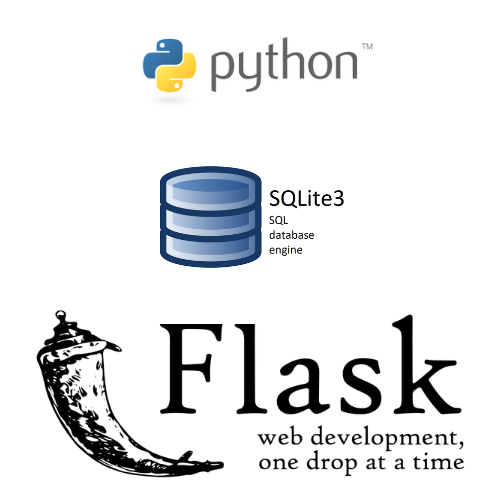 python™
SQLite3
SQL
database
engine
Flask
web development,
one drop at a time